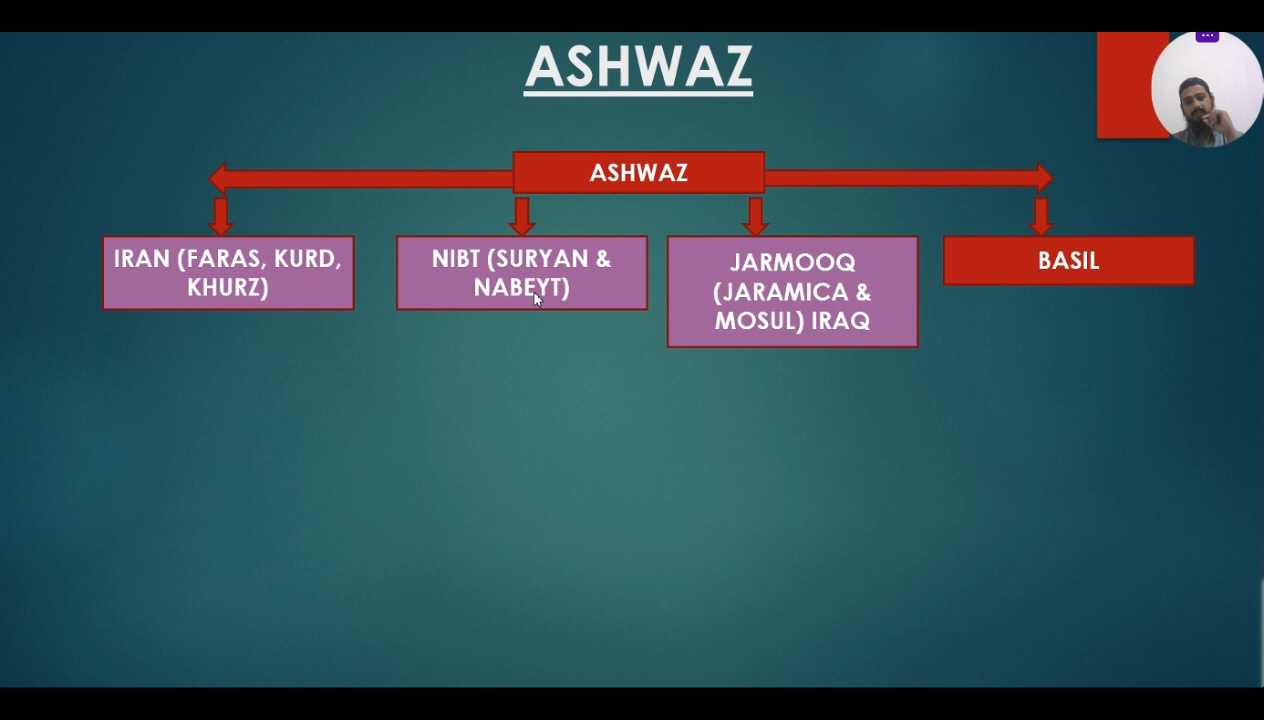 ASHWAZ
ASHWAZ
IRAN (FARAS, KURD,
KHURZ)
NIBT (SURYAN &
NABEYT)
JARMOOQ
(JARAMICA &
MOSUL) IRAQ
BASIL